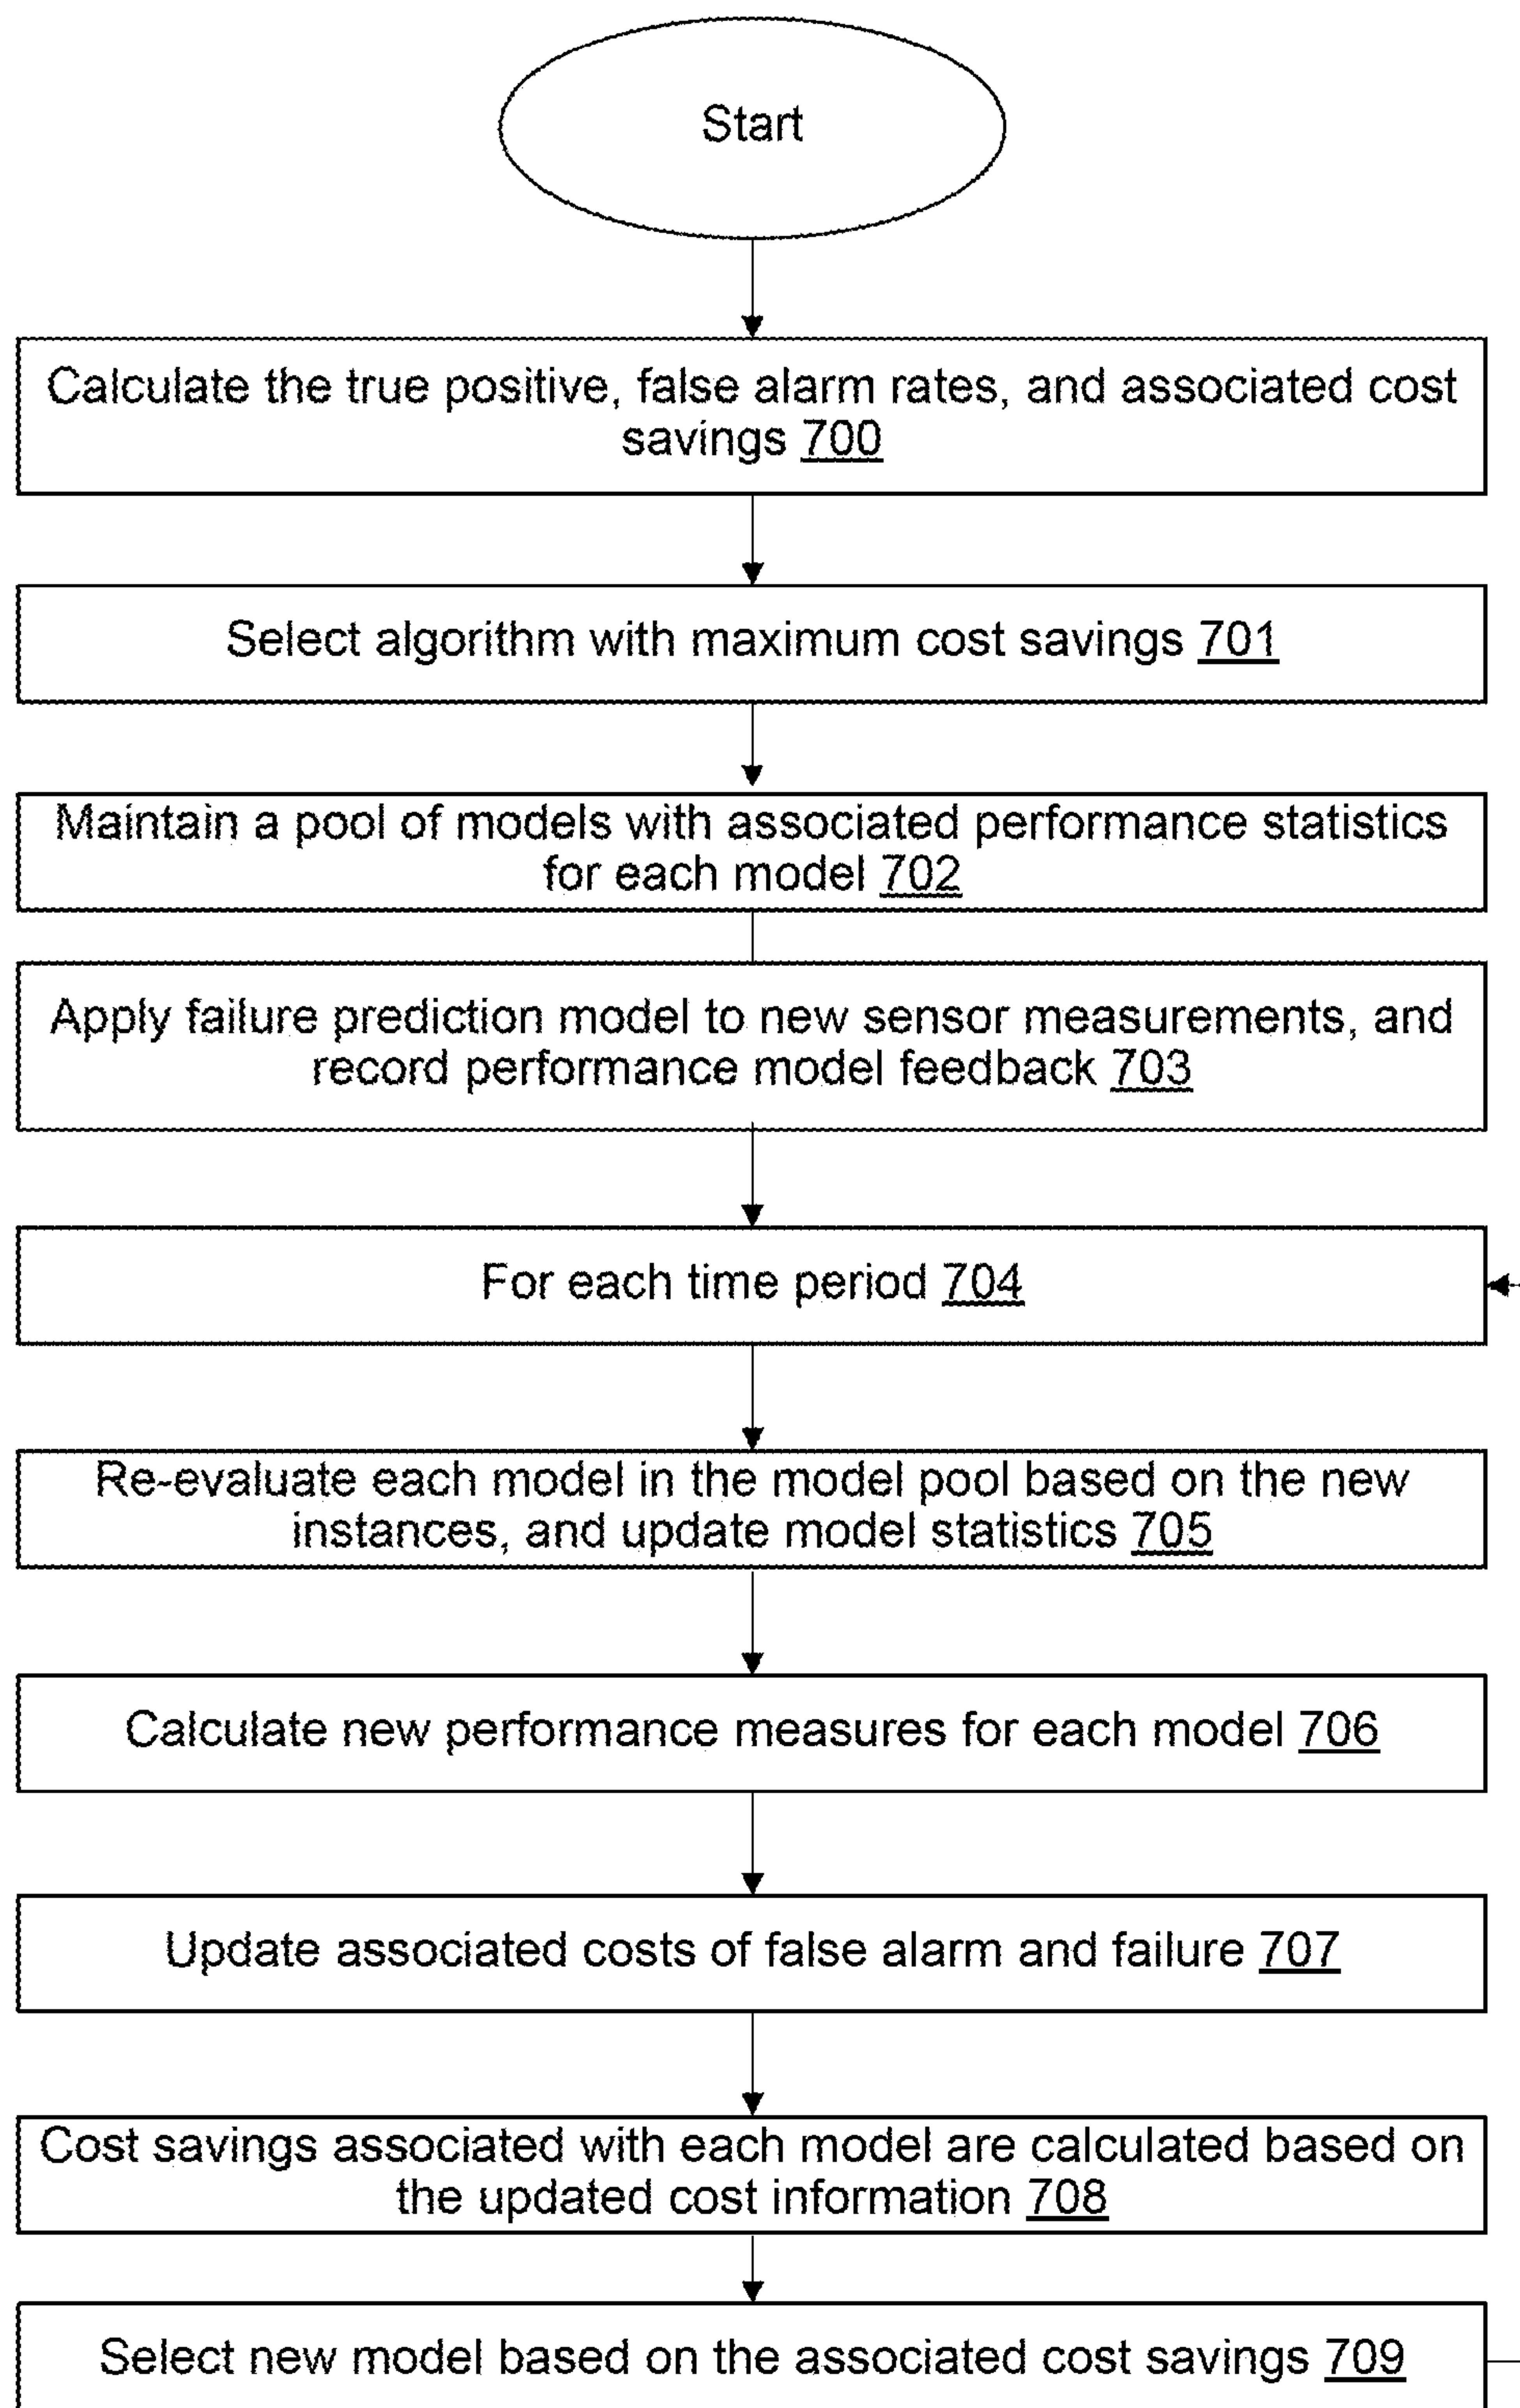 Start
Calculate the true positive, false alarm rates, and associated cost
savings 700
Select algorithm with maximum cost savings 701
Maintain a pool of models with associated performance statistics
for each model 702
Apply failure prediction model to new sensor measurements, and
record performance model feedback 703
For each time period 704
Re-evaluate each model in the model pool based on the new
instances, and update model statistics 705
Calculate new performance measures for each model 706
Update associated costs of false alarm and failure 707
Cost savings associated with each model are calculated based on
the updated cost information 708
Select new model based on the associated cost savings 709